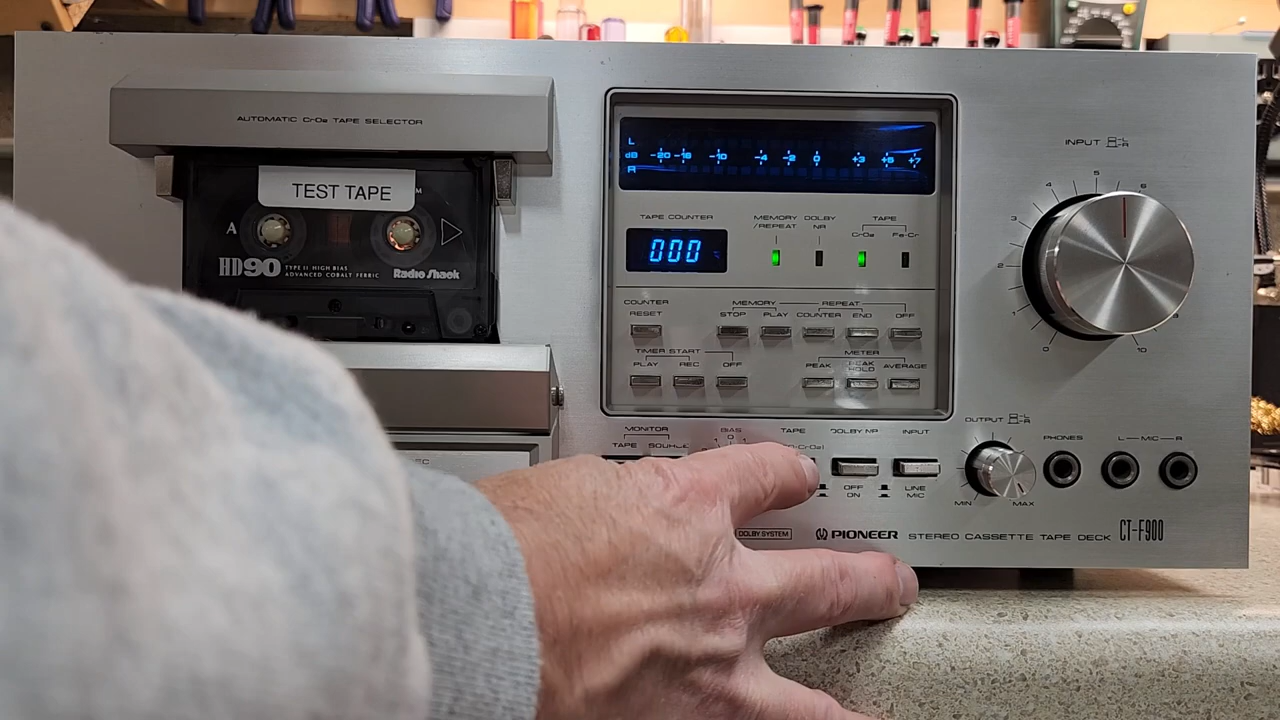 AUTOMATIC CrO₂ TAPE SELECTOR
TEST TAPE
A
HD90
TYPE II HIGH BIAS
ADVANCED COBALT FERRIC
Radio Shack
L
dB -20 -16 -10 -4 -2 0 +3 +5 +7
R
TAPE COUNTER
000
MEMORY
/REPEAT
DOLBY
NR
TAPE
CrO₂ Fe-Cr
COUNTER
RESET
MEMORY REPEAT
STOP PLAY COUNTER END OFF
TIMER START
PLAY REC OFF
METER
PEAK PEAK HOLD AVERAGE
INPUT L R
0 2 3 4 5 6 10
MONITOR
TAPE SOURCE
BIAS
1 0 1
TAPE
DOLBY NR
OFF
ON
INPUT
LINE
MIC
OUTPUT L R
MIN MAX
PHONES
L MIC R
DOLBY SYSTEM
PIONEER STEREO CASSETTE TAPE DECK CT-F900